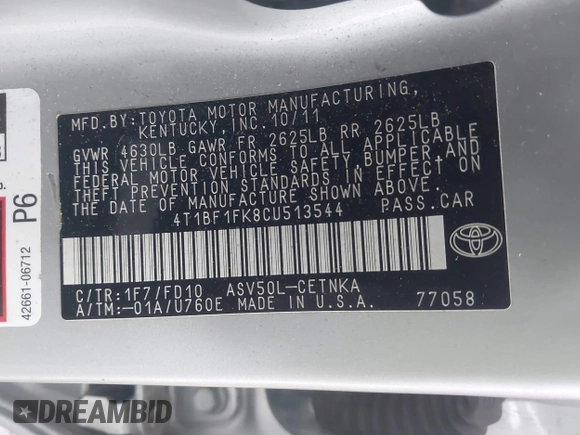 MFD.BY:TOYOTA MOTOR MANUFACTURING,
KENTUCKY, INC.10/11
GVWR 4630LB GAWR FR 2625LB RR 2625LB
THIS VEHICLE CONFORMS TO ALL APPLICABLE
FEDERAL MOTOR VEHICLE SAFETY, BUMPER, AND
THEFT PREVENTION STANDARDS IN EFFECT ON
THE DATE OF MANUFACTURE SHOWN ABOVE.
4T1BF1FK8CU513544 PASS.CAR
C/TR:1F7/FD10 ASV50L-CETNKA
A/TM:-01A/U760E MADE IN U.S.A. 77058
P6
42661-06712
DREAMBID